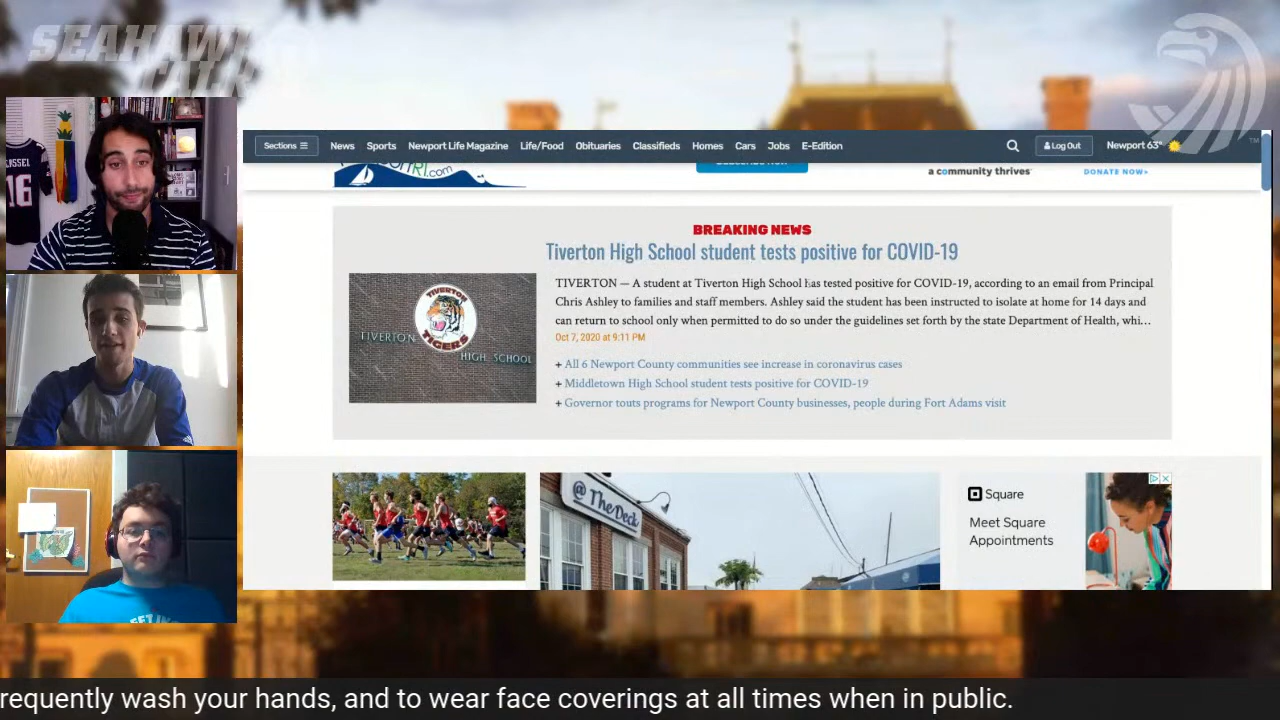 SEAHAWK
TALK
Sections
News
Sports
Newport Life Magazine
Life/Food
Obituaries
Classifieds
Homes
Cars
Jobs
E-Edition
Log Out
Newport 63°
TM
a community thrives
DONATE NOW>
16
BREAKING NEWS
Tiverton High School student tests positive for COVID-19
TIVERTON — A student at Tiverton High School has tested positive for COVID-19, according to an email from Principal
Chris Ashley to families and staff members. Ashley said the student has been instructed to isolate at home for 14 days and
can return to school only when permitted to do so under the guidelines set forth by the state Department of Health, whi...
Oct 7, 2020 at 9:11 PM
TIVERTON
TIGERS
TIVERTON
HIGH SCHOOL
+ All 6 Newport County communities see increase in coronavirus cases
+ Middletown High School student tests positive for COVID-19
+ Governor touts programs for Newport County businesses, people during Fort Adams visit
@ The Deck
Square
Meet Square
Appointments
requently wash your hands, and to wear face coverings at all times when in public.